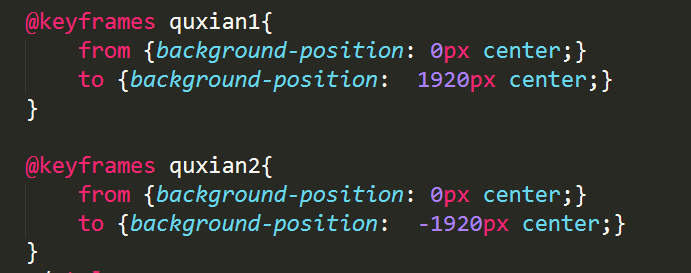 @keyframes quxian1{
    from {background-position: 0px center;}
    to {background-position:  1920px center;}
}
@keyframes quxian2{
    from {background-position: 0px center;}
    to {background-position:  -1920px center;}
}